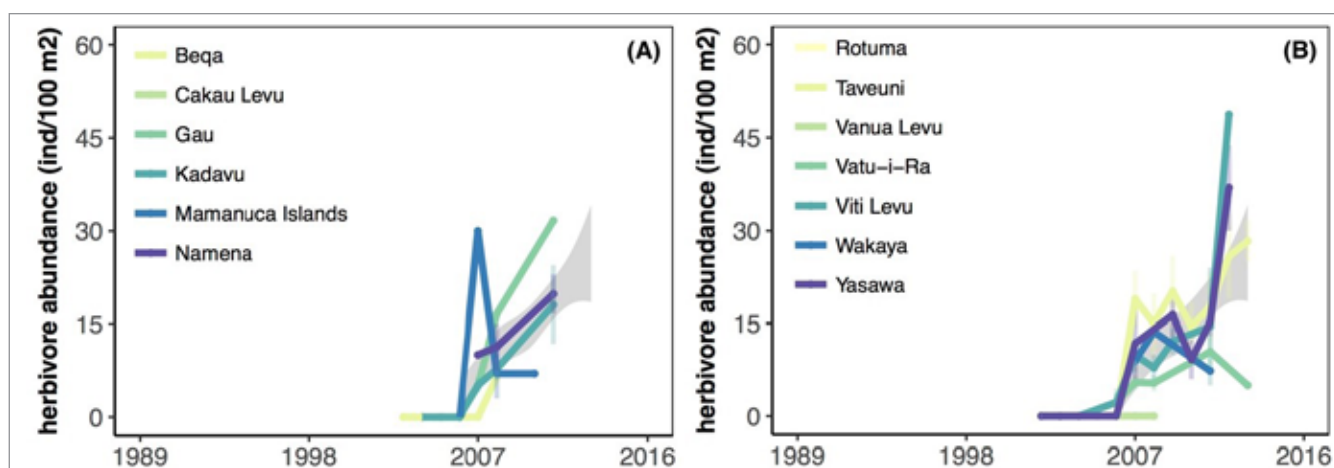 herbivore abundance (ind/100 m2)
60
45
30
15
0
Beqa
Cakau Levu
Gau
Kadavu
Mamanuca Islands
Namena
(A)
1989 1998 2007 2016
herbivore abundance (ind/100 m2)
60
45
30
15
0
Rotuma
Taveuni
Vanua Levu
Vatu-i-Ra
Viti Levu
Wakaya
Yasawa
(B)
1989 1998 2007 2016